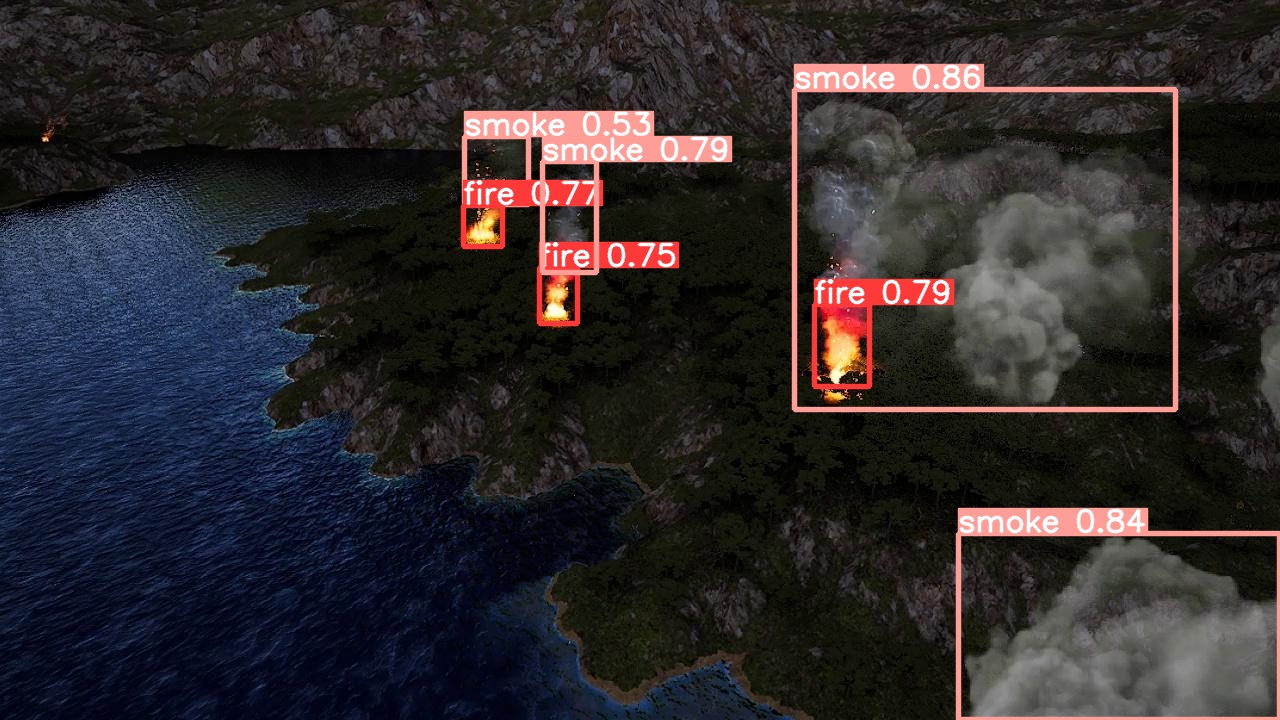 smoke 0.86
smoke 0.53
smoke 0.79
fire 0.77
fire 0.75
fire 0.79
smoke 0.84